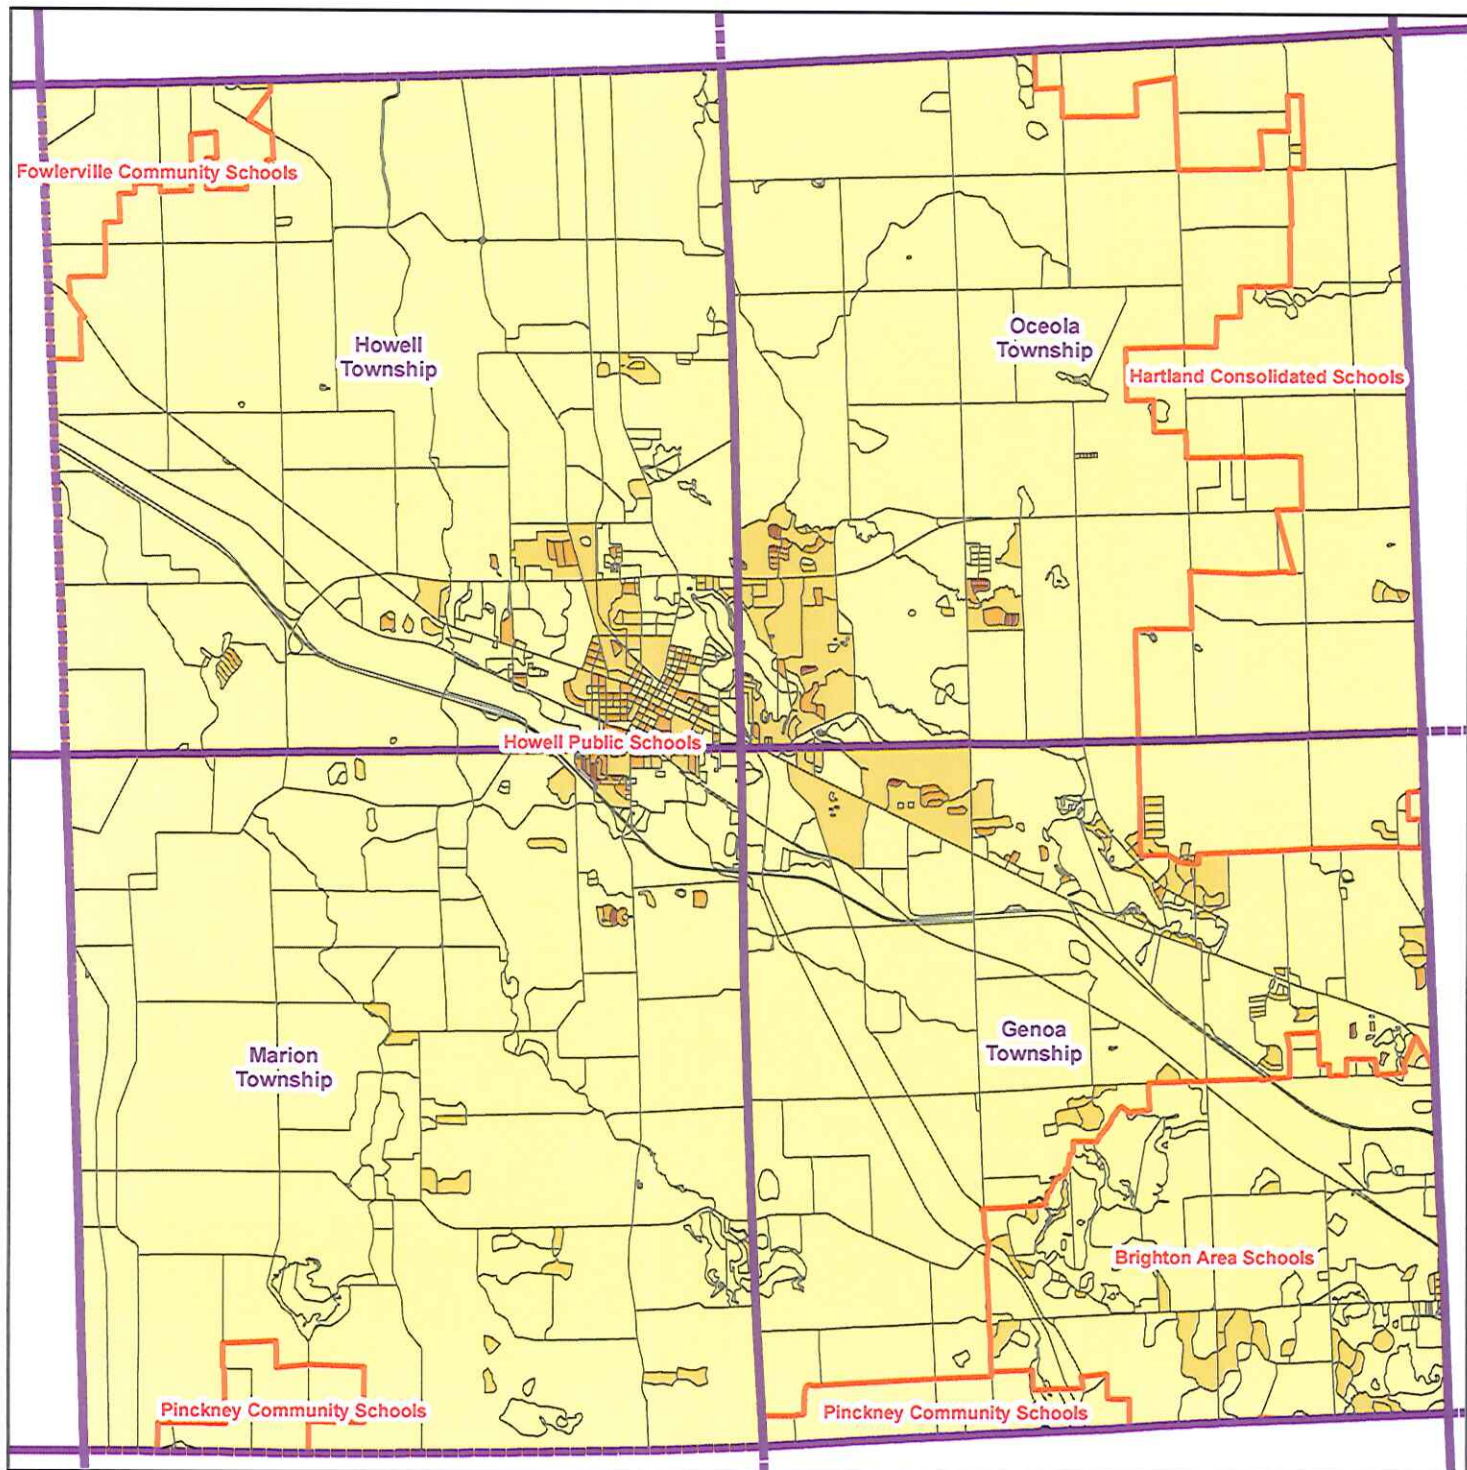 Fowlerville Community Schools
Howell
Township
Oceola
Township
Hartland Consolidated Schools
Howell Public Schools
Marion
Township
Genoa
Township
Brighton Area Schools
Pinckney Community Schools
Pinckney Community Schools